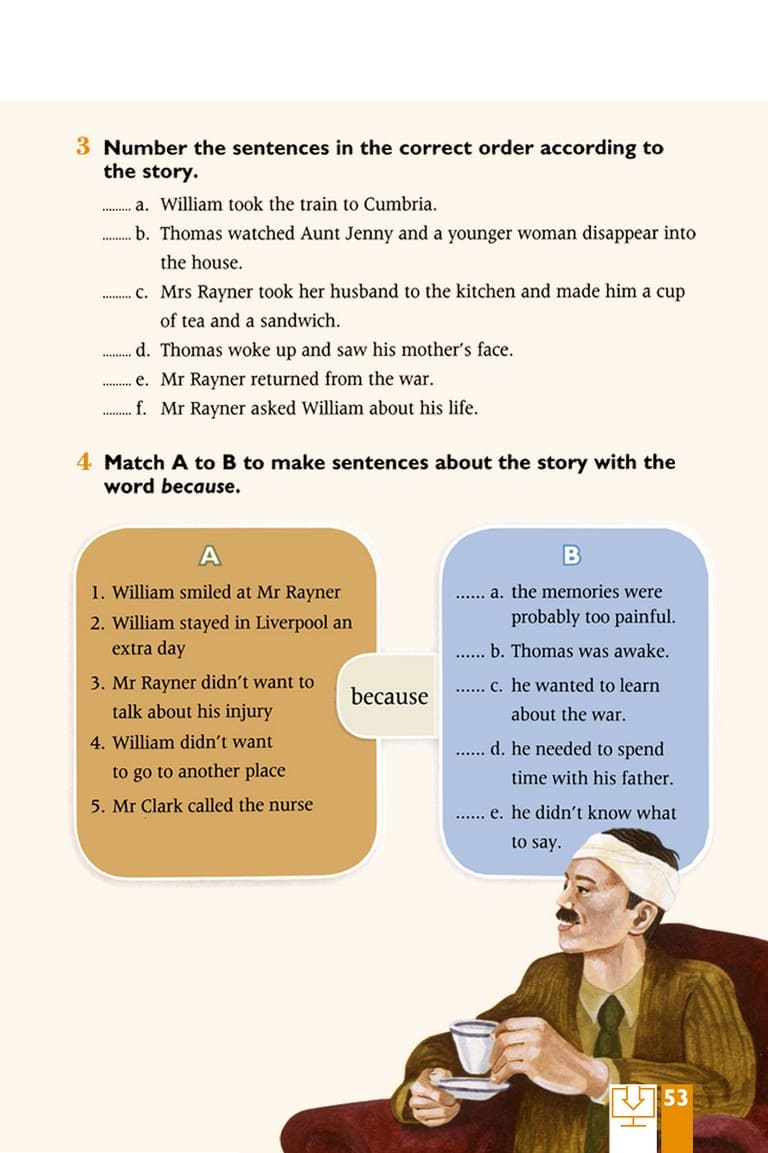 3 Number the sentences in the correct order according to
the story.
......... a. William took the train to Cumbria.
......... b. Thomas watched Aunt Jenny and a younger woman disappear into
the house.
......... c. Mrs Rayner took her husband to the kitchen and made him a cup
of tea and a sandwich.
......... d. Thomas woke up and saw his mother's face.
......... e. Mr Rayner returned from the war.
......... f. Mr Rayner asked William about his life.
4 Match A to B to make sentences about the story with the
word because.
A
1. William smiled at Mr Rayner
2. William stayed in Liverpool an
extra day
3. Mr Rayner didn't want to
talk about his injury
4. William didn't want
to go to another place
5. Mr Clark called the nurse
because
B
...... a. the memories were
probably too painful.
...... b. Thomas was awake.
...... c. he wanted to learn
about the war.
...... d. he needed to spend
time with his father.
...... e. he didn't know what
to say.
53